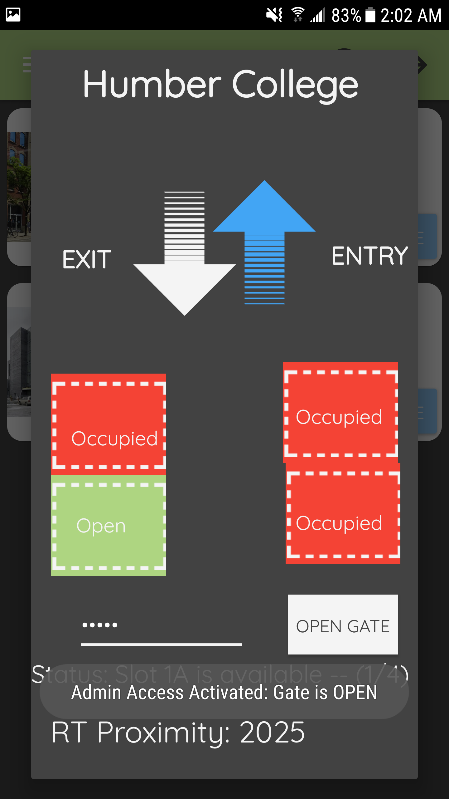 83% 2:02 AM
Humber College
EXIT
ENTRY
Occupied
Occupied
Open
Occupied
•••••
OPEN GATE
Status: Slot 1A is available -- (1/4)
Admin Access Activated: Gate is OPEN
RT Proximity: 2025